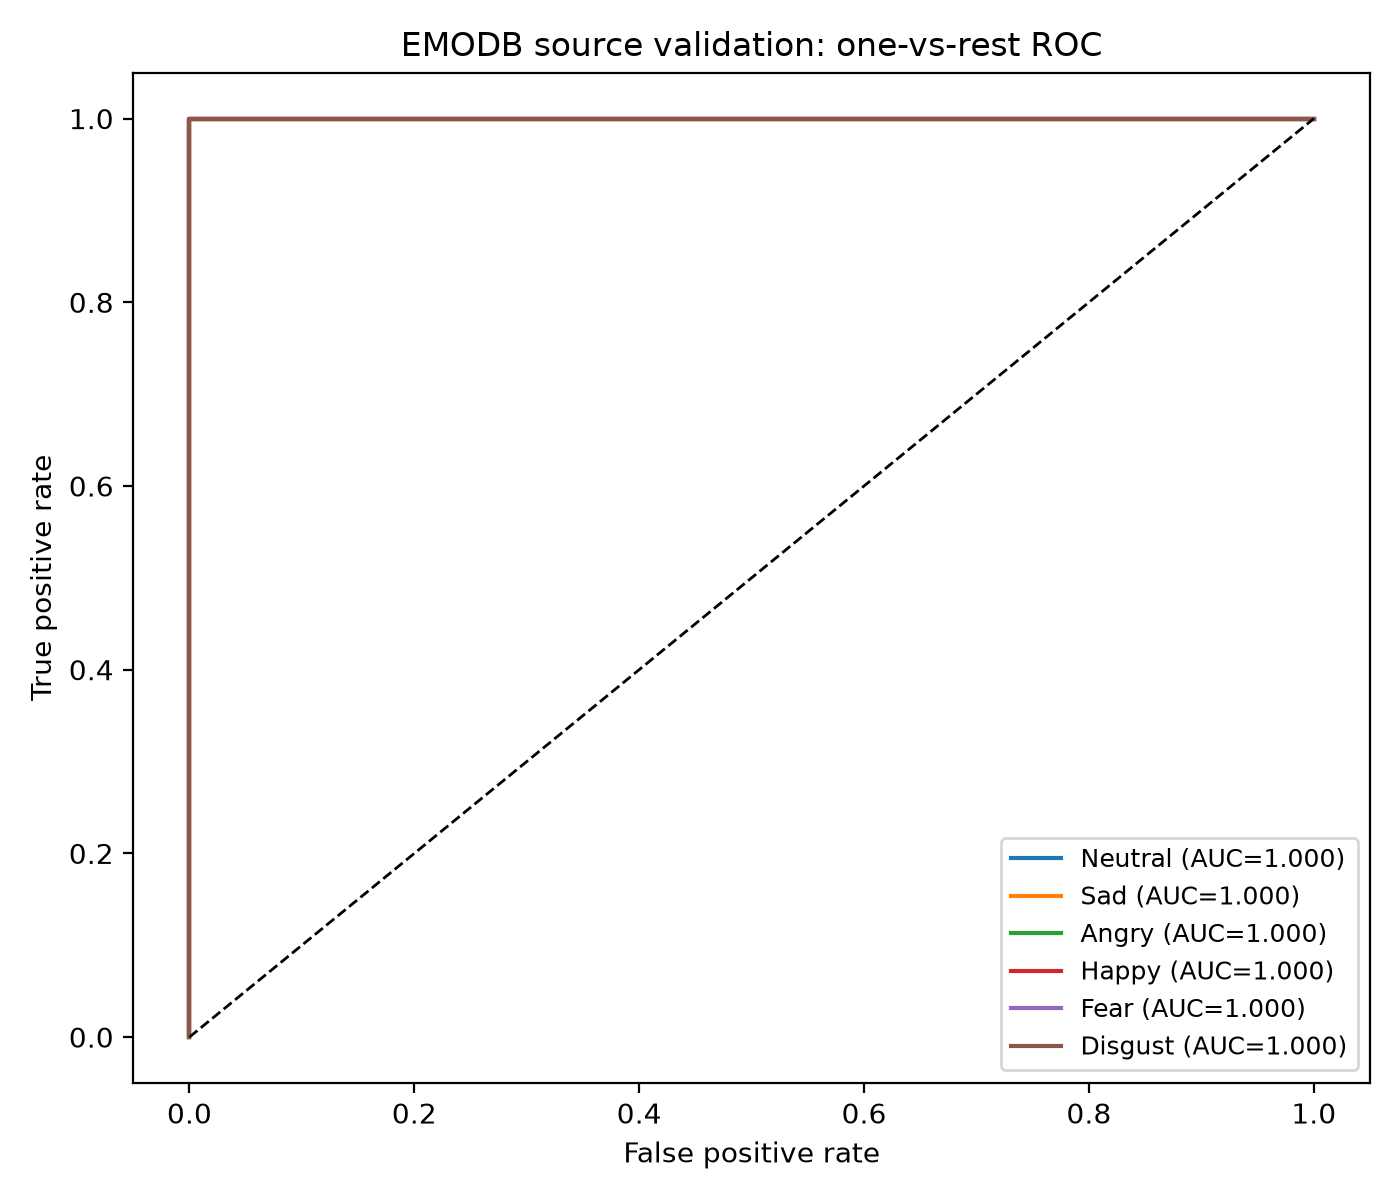 EMODB source validation: one-vs-rest ROC
1.0
0.8
0.6
0.4
0.2
0.0
True positive rate
0.0 0.2 0.4 0.6 0.8 1.0
False positive rate
Neutral (AUC=1.000)
Sad (AUC=1.000)
Angry (AUC=1.000)
Happy (AUC=1.000)
Fear (AUC=1.000)
Disgust (AUC=1.000)